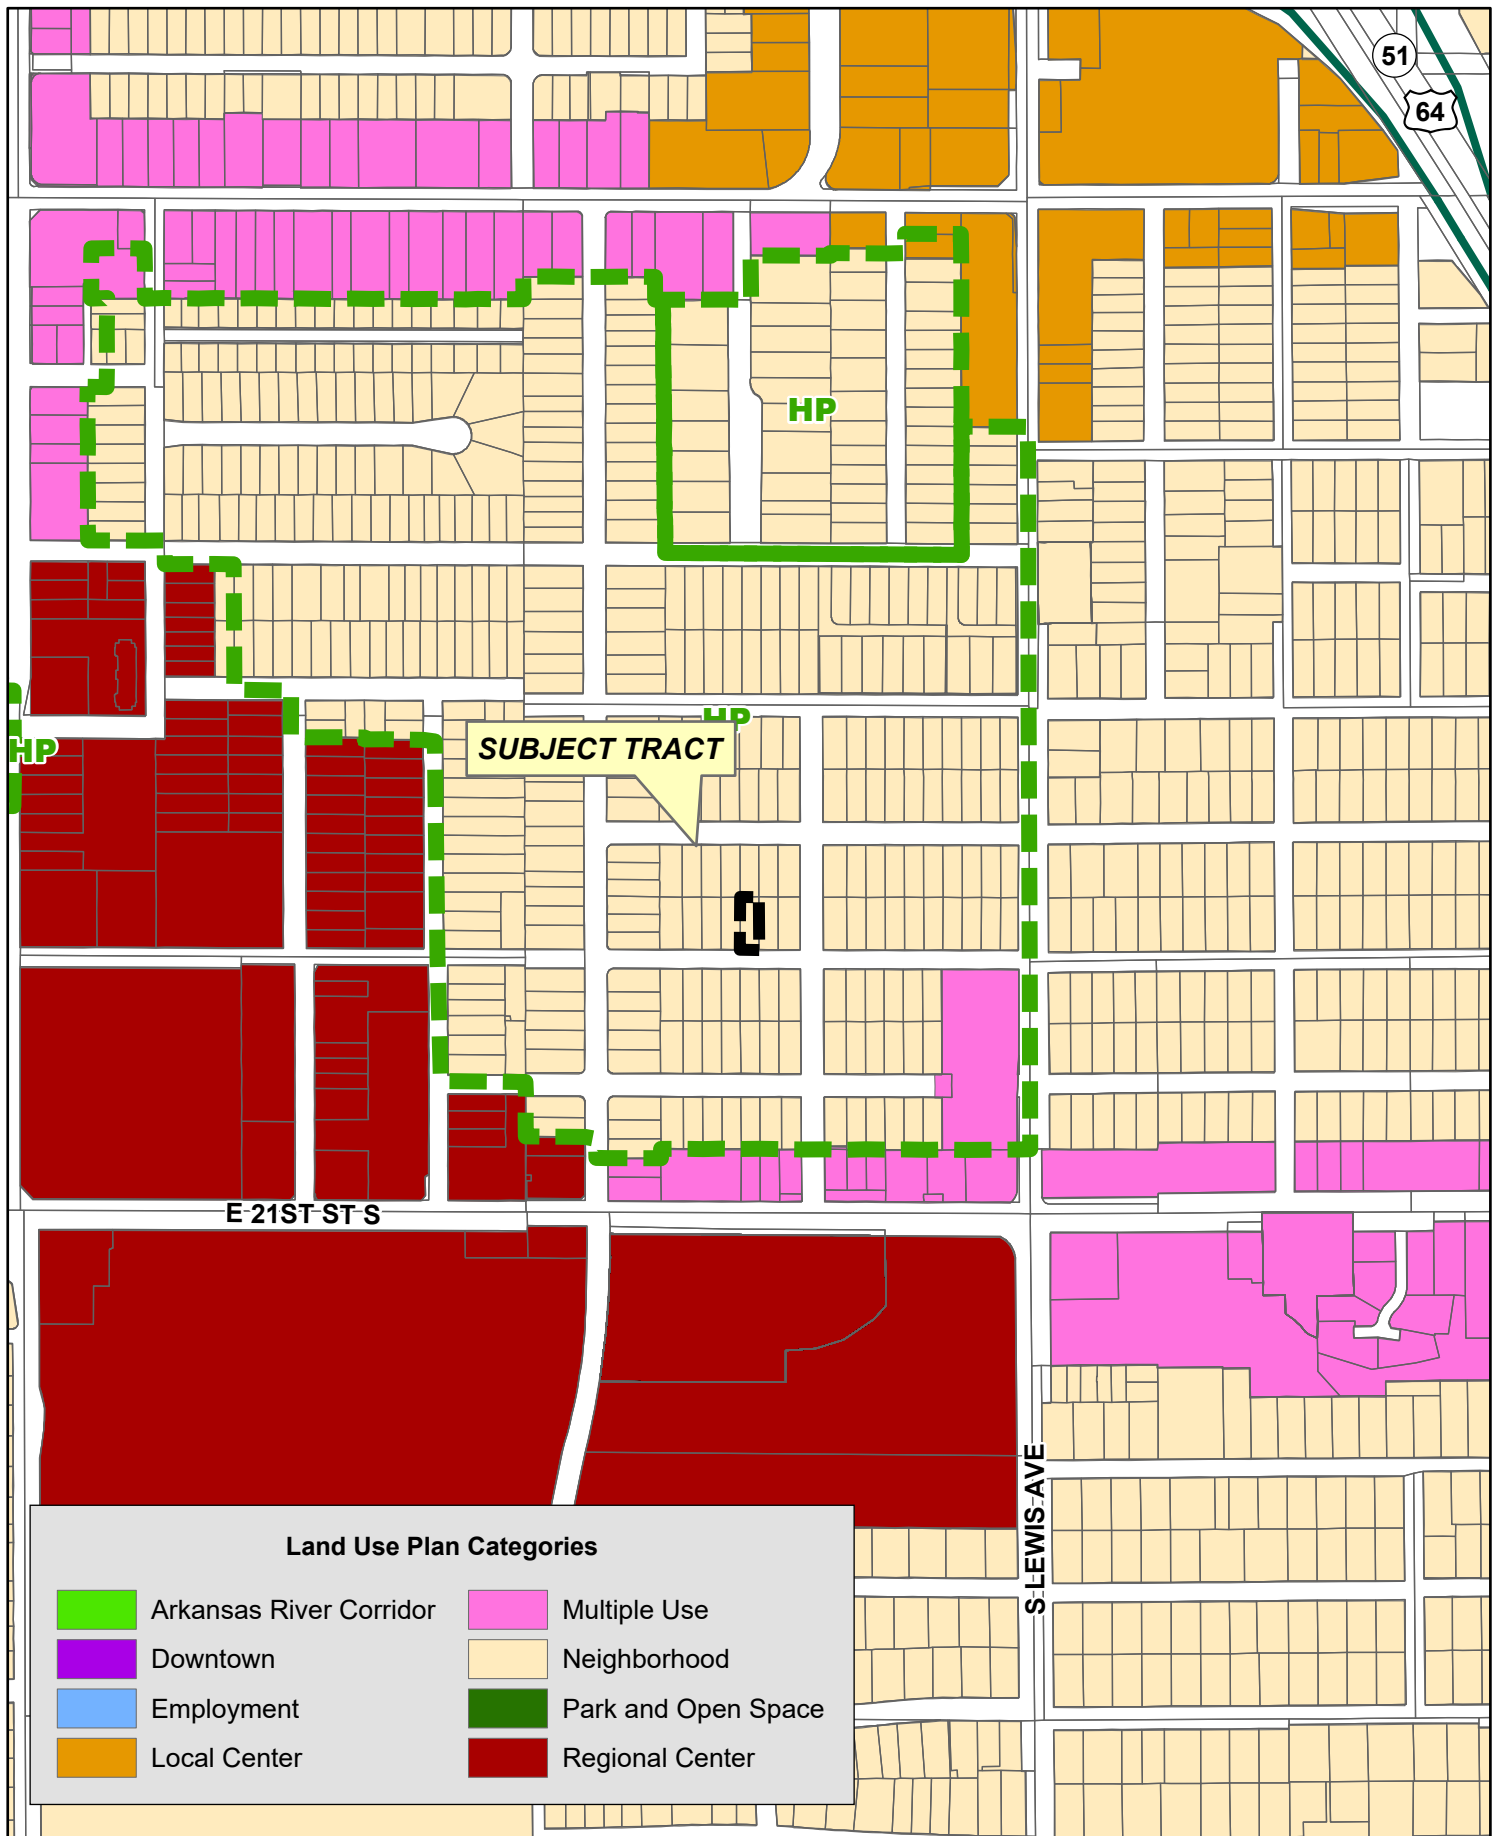 51
64
HP
HP
HP
SUBJECT TRACT
E 21ST ST S
S LEWIS AVE
Land Use Plan Categories
Arkansas River Corridor
Downtown
Employment
Local Center
Multiple Use
Neighborhood
Park and Open Space
Regional Center